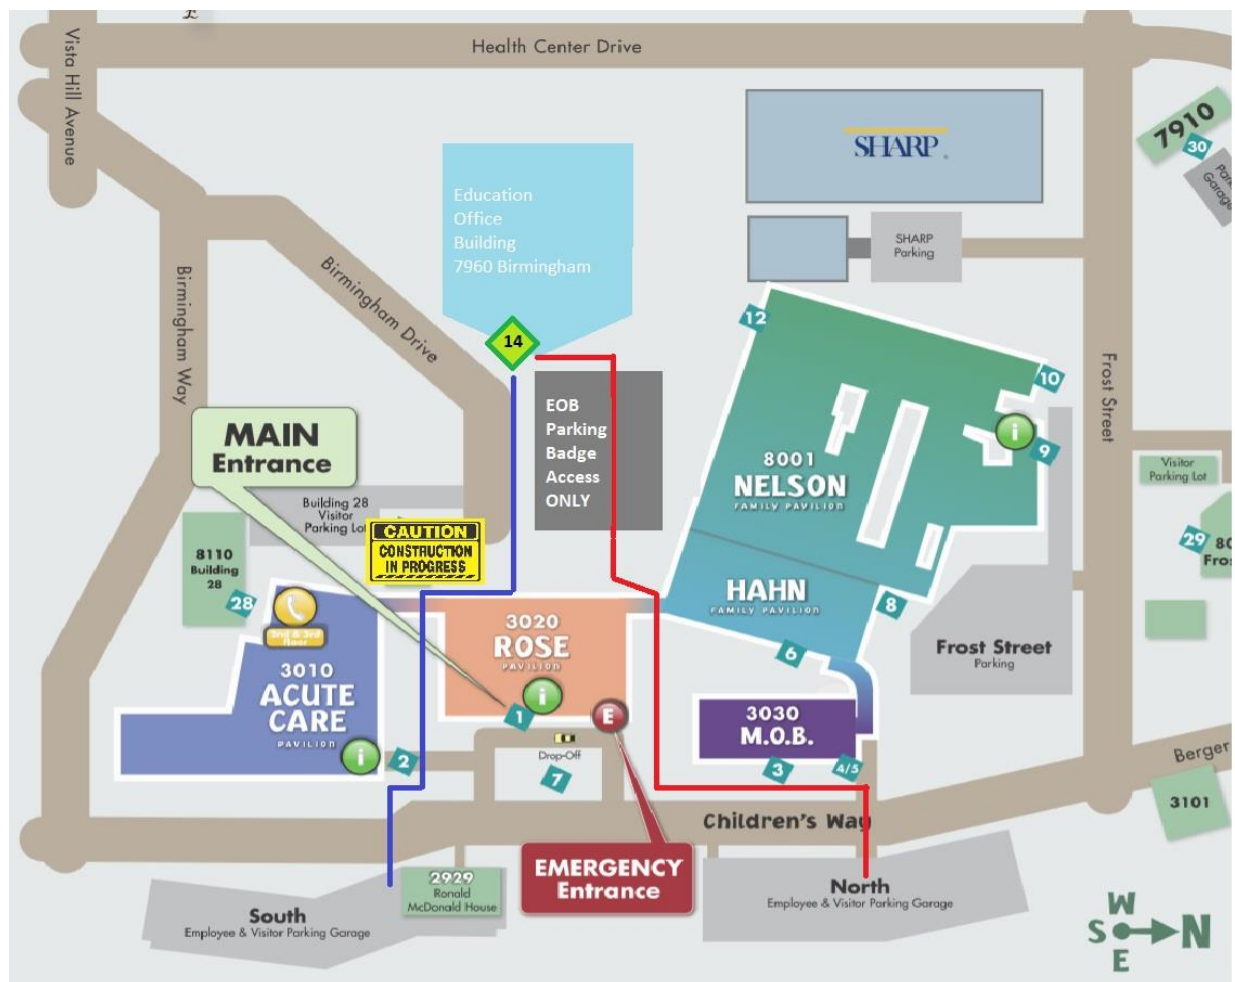 Health Center Drive
Vista Hill Avenue
7910
30
SHARP
Education
Office
Building
7960 Birmingham
SHARP
Parking
Birmingham Way
Birmingham Drive
12
14
Frost Street
10
EOB
Parking
Badge
Access
ONLY
i
9
MAIN
Entrance
8001
NELSON
FAMILY PAVILION
Visitor
Parking Lot
Building 28
Visitor
Parking Lot
CAUTION
CONSTRUCTION
IN PROGRESS
29
8110
Building
28
28
2nd & 3rd
floor
HAHN
FAMILY PAVILION
8
3020
ROSE
PAVILION
6
Frost Street
Parking
3010
ACUTE
CARE
PAVILION
i
1
E
3030
M.O.B.
i
2
Drop-Off
7
3
4/5
Berger
3101
Children's Way
EMERGENCY
Entrance
2929
Ronald
McDonald House
North
Employee & Visitor Parking Garage
South
Employee & Visitor Parking Garage
W
S
N
E